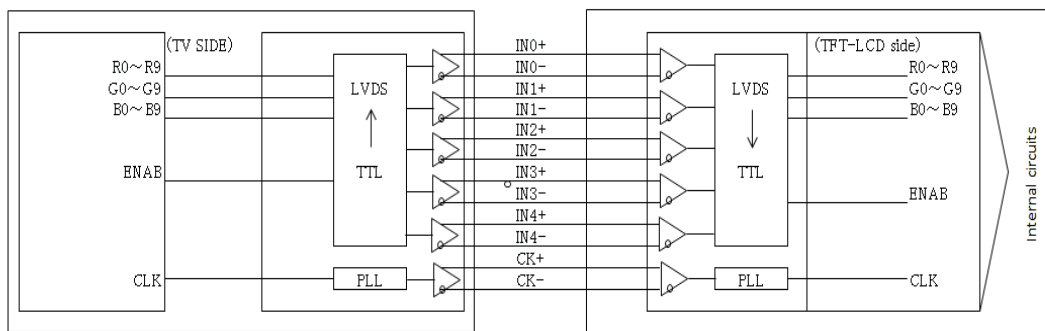 (TV SIDE)
R0～R9
G0～G9
B0～B9
ENAB
CLK
LVDS
TTL
PLL
IN0+
IN0-
IN1+
IN1-
IN2+
IN2-
IN3+
IN3-
IN4+
IN4-
CK+
CK-
(TFT-LCD side)
LVDS
TTL
PLL
R0～R9
G0～G9
B0～B9
ENAB
CLK
Internal circuits